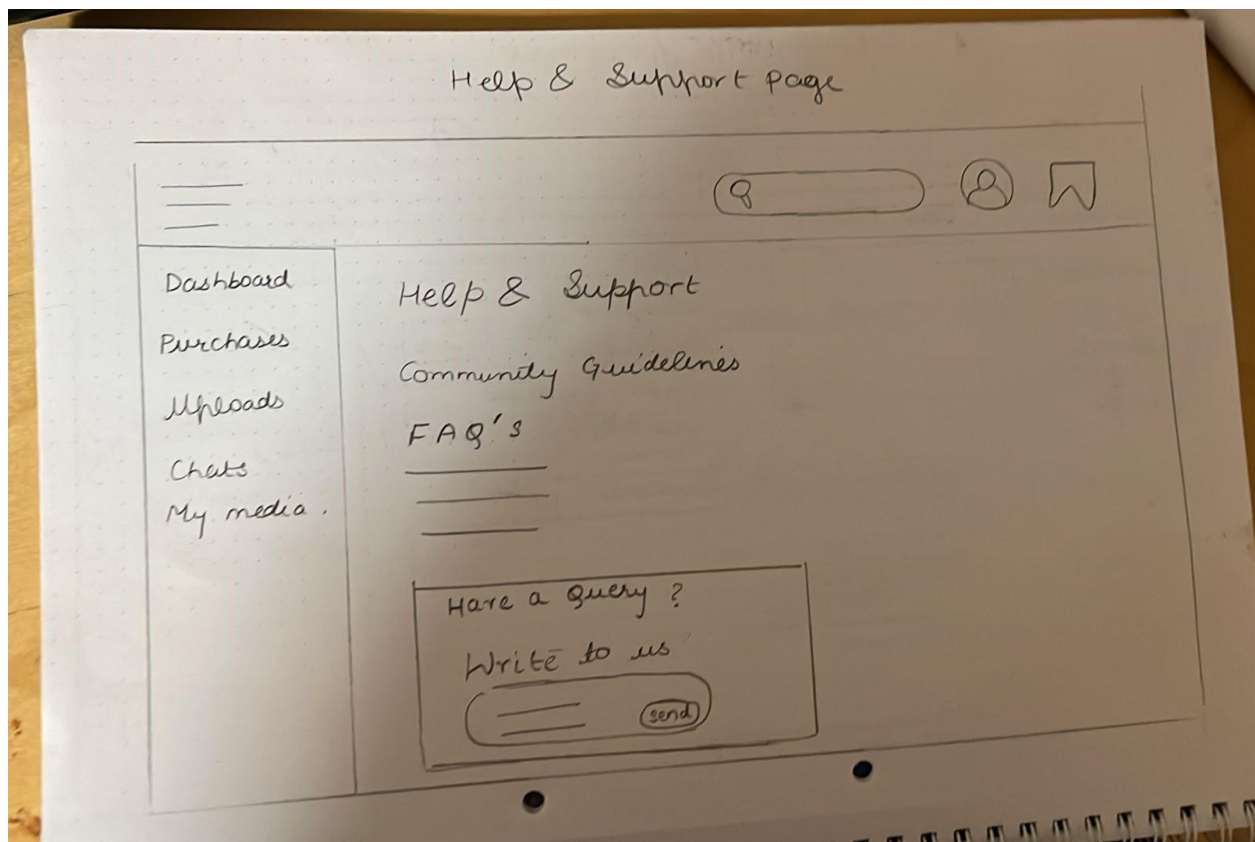 Help & Support page
Dashboard
Purchases
Uploads
Chats
My media.
Help & Support
Community Guidelines
FAQ's
Have a Query ?
Write to us
send